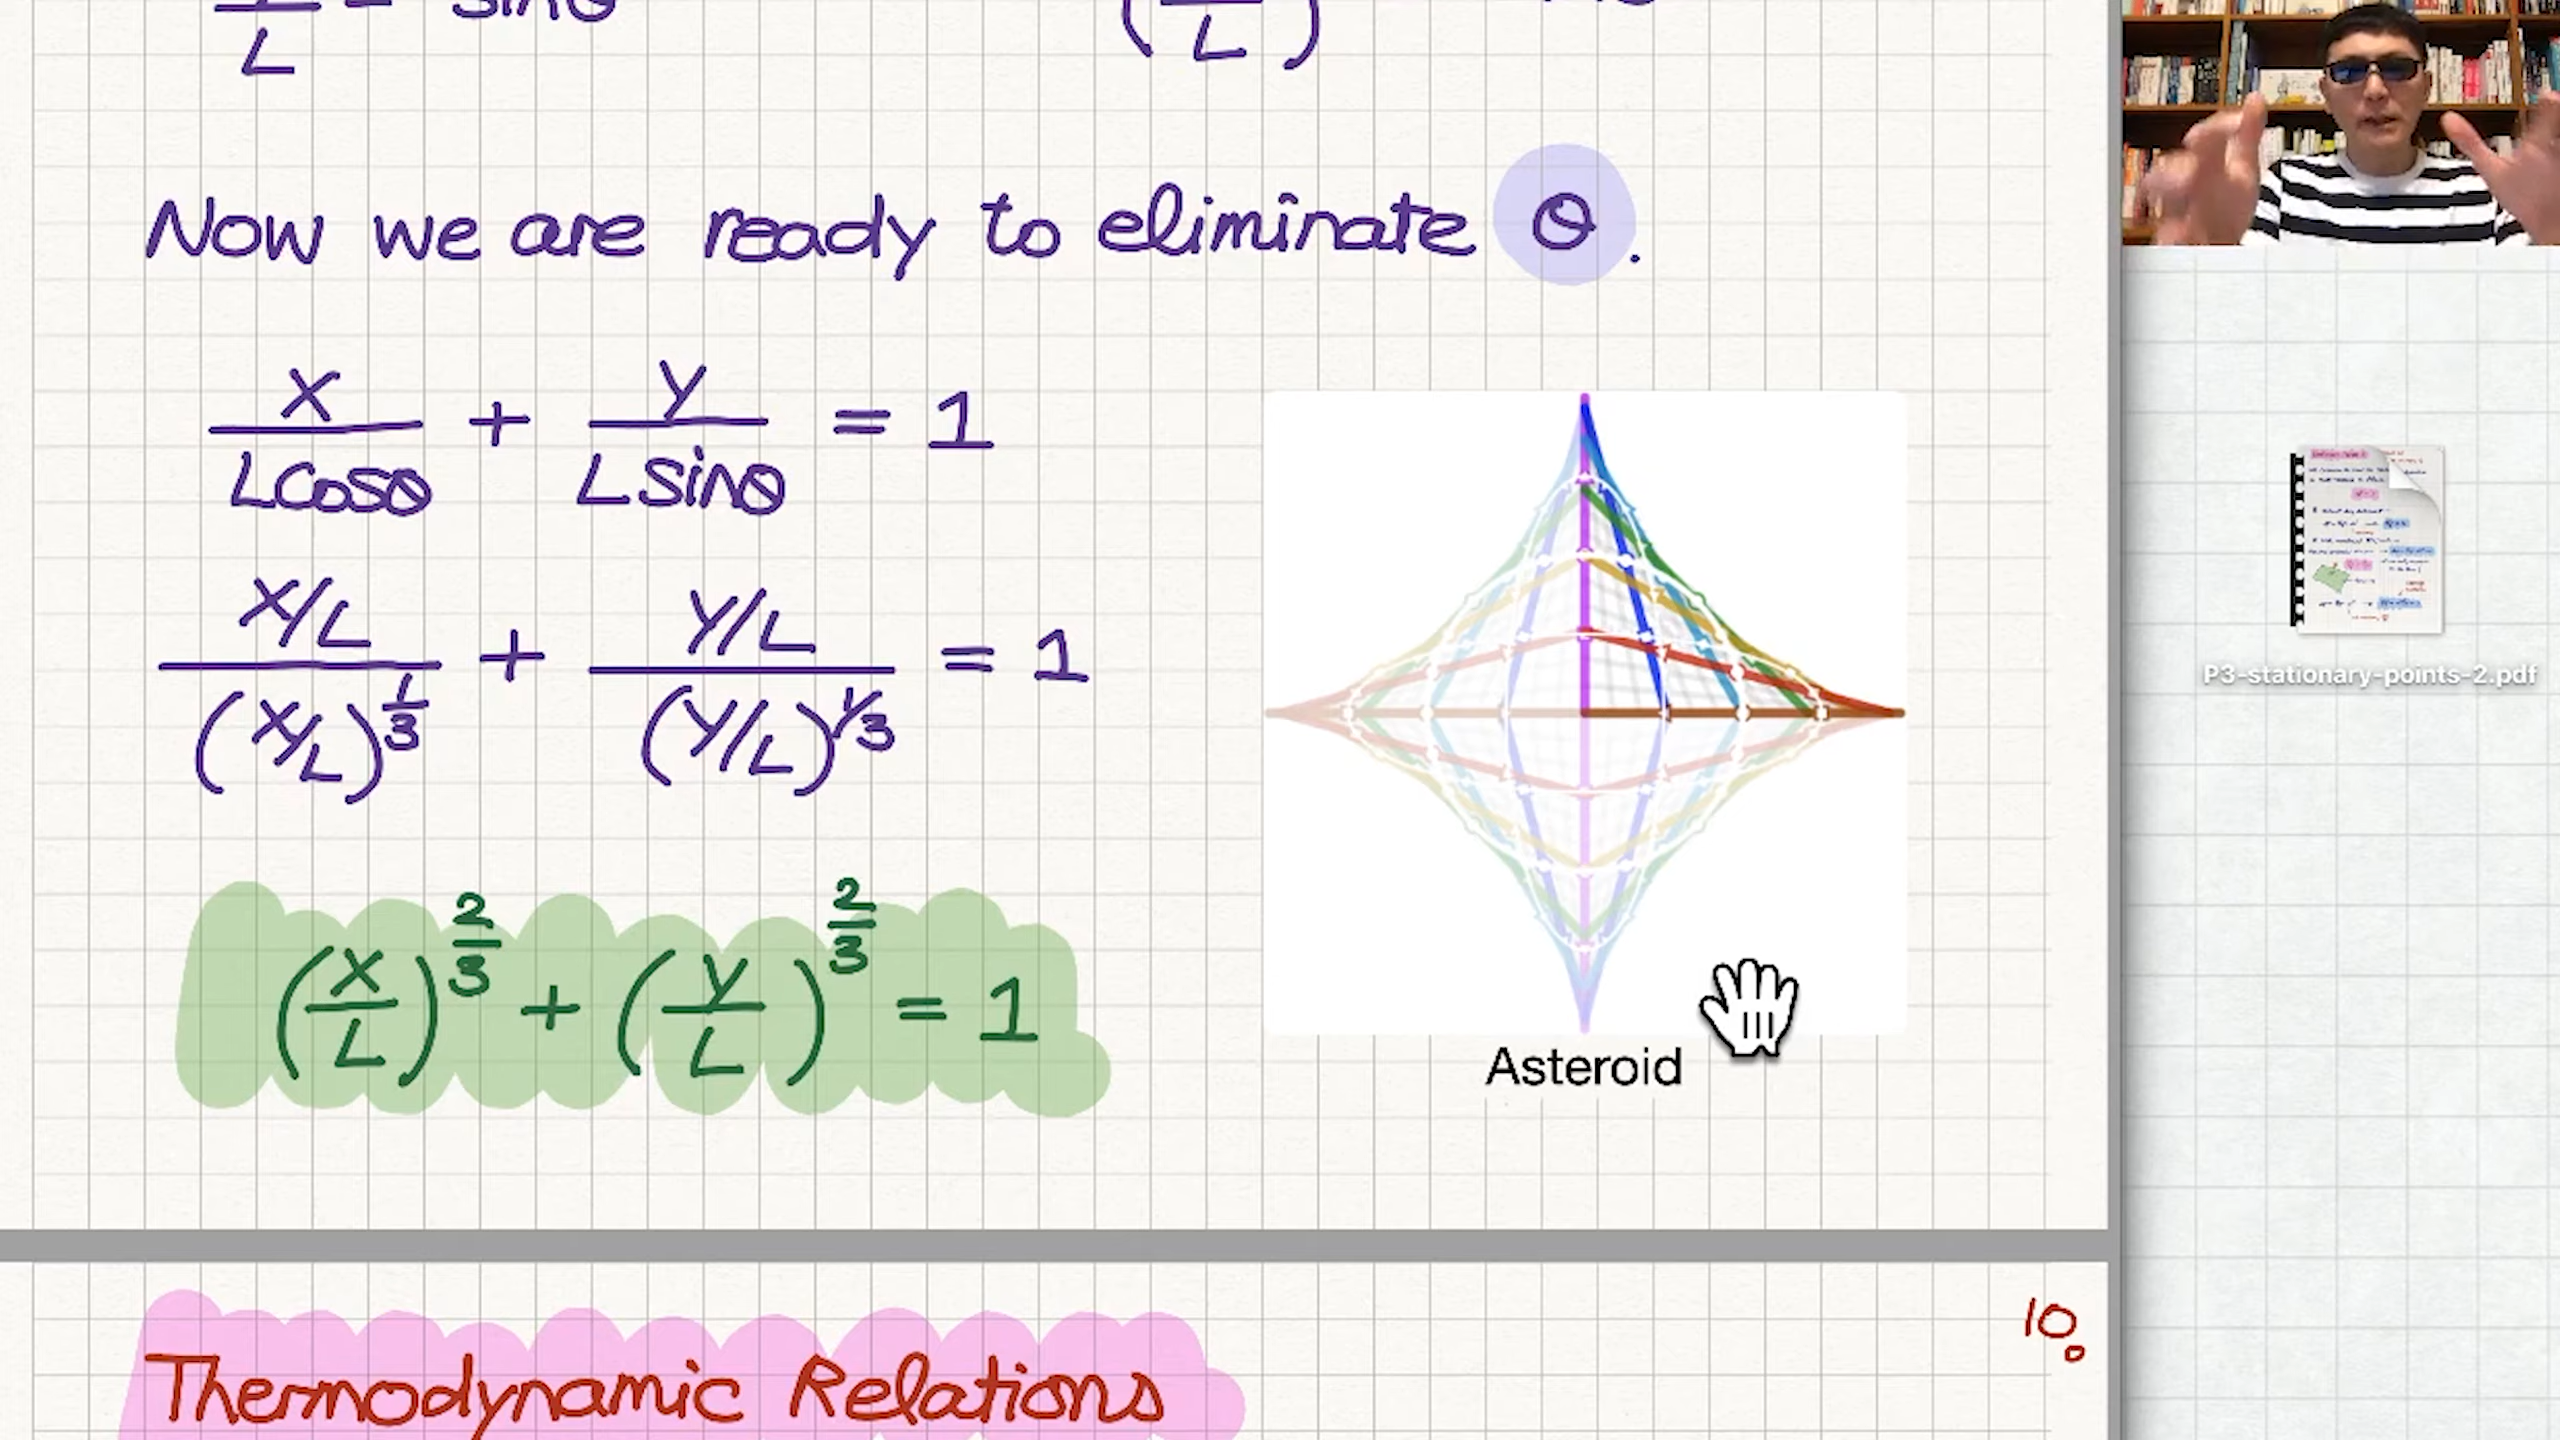 L = sinθ
(L)
Now we are ready to eliminate θ.
x/(Lcosθ) + y/(Lsinθ) = 1
(x/L)/(x/L)^(1/3) + (y/L)/(y/L)^(1/3) = 1
(x/L)^(2/3) + (y/L)^(2/3) = 1
Asteroid
P3-stationary-points-2.pdf
10.
Thermodynamic Relations